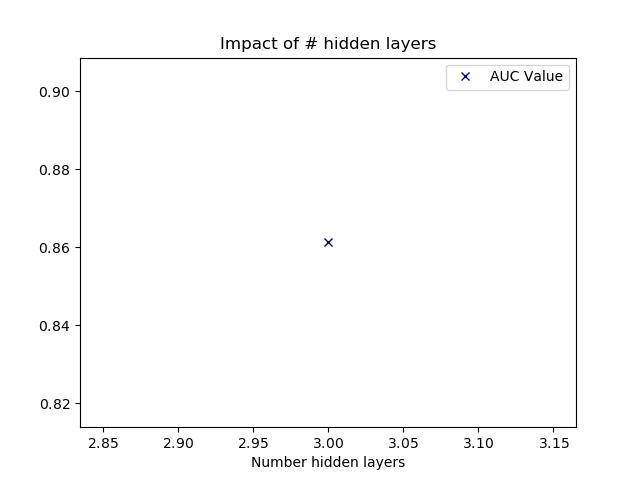 Impact of # hidden layers
AUC Value
0.90
0.88
0.86
0.84
0.82
2.85 2.90 2.95 3.00 3.05 3.10 3.15
Number hidden layers